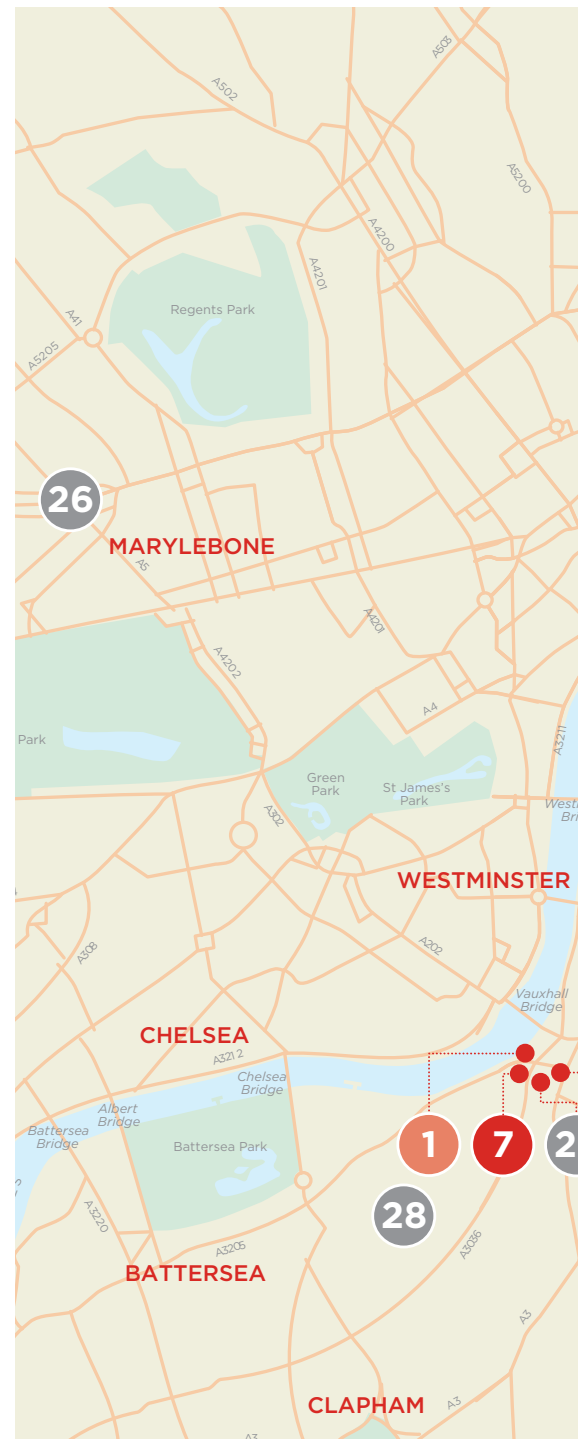 A503
A502
A5200
A4200
A4201
Regents Park
A41
A5205
26
MARYLEBONE
A5
A4201
A4202
A4
A3211
Park
Green
Park
St James's
Park
A302
WESTMINSTER
A202
A308
Vauxhall
Bridge
CHELSEA
A3212
Chelsea
Bridge
Albert
Bridge
Battersea
Bridge
Battersea Park
1
7
2
28
A3220
A3205
A3036
BATTERSEA
A3
CLAPHAM
A3
A3